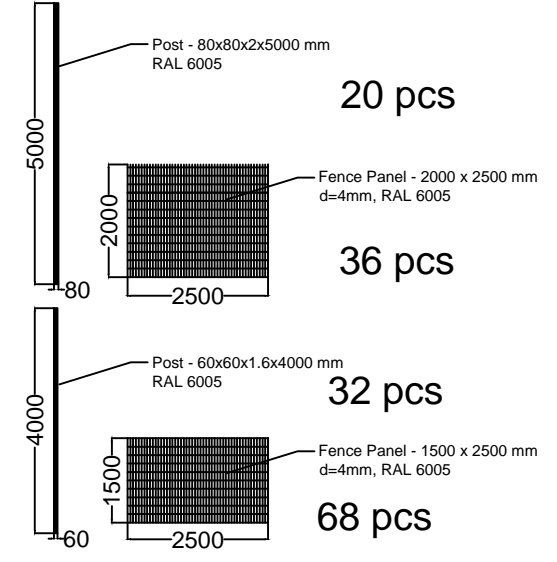 Post - 80x80x2x5000 mm
RAL 6005
20 pcs
5000
80
Fence Panel - 2000 x 2500 mm
d=4mm, RAL 6005
2000
36 pcs
2500
Post - 60x60x1.6x4000 mm
RAL 6005
32 pcs
4000
60
Fence Panel - 1500 x 2500 mm
d=4mm, RAL 6005
1500
68 pcs
2500